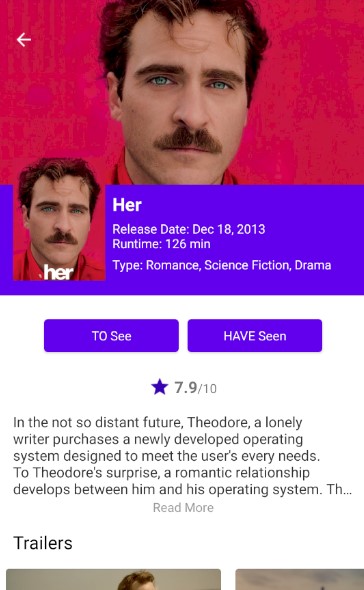 her
Her
Release Date: Dec 18, 2013
Runtime: 126 min
Type: Romance, Science Fiction, Drama
TO See
HAVE Seen
7.9/10
In the not so distant future, Theodore, a lonely
writer purchases a newly developed operating
system designed to meet the user's every needs.
To Theodore's surprise, a romantic relationship
develops between him and his operating system. Th...
Read More
Trailers